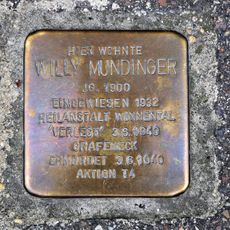 HIER WOHNTE
WILLY MUNDINGER
JG. 1900
EINGEWIESEN 1932
HEILANSTALT WINNENTAL
VERLEGT 3.6.1940
GRAFENECK
ERMORDET 3.6.1940
AKTION T4